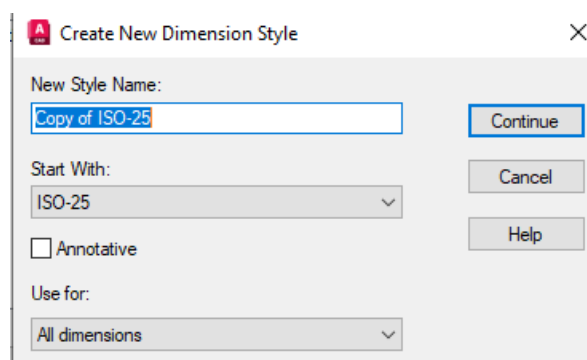 Create New Dimension Style
New Style Name:
Copy of ISO-25
Continue
Start With:
Cancel
ISO-25
Help
Annotative
Use for:
All dimensions